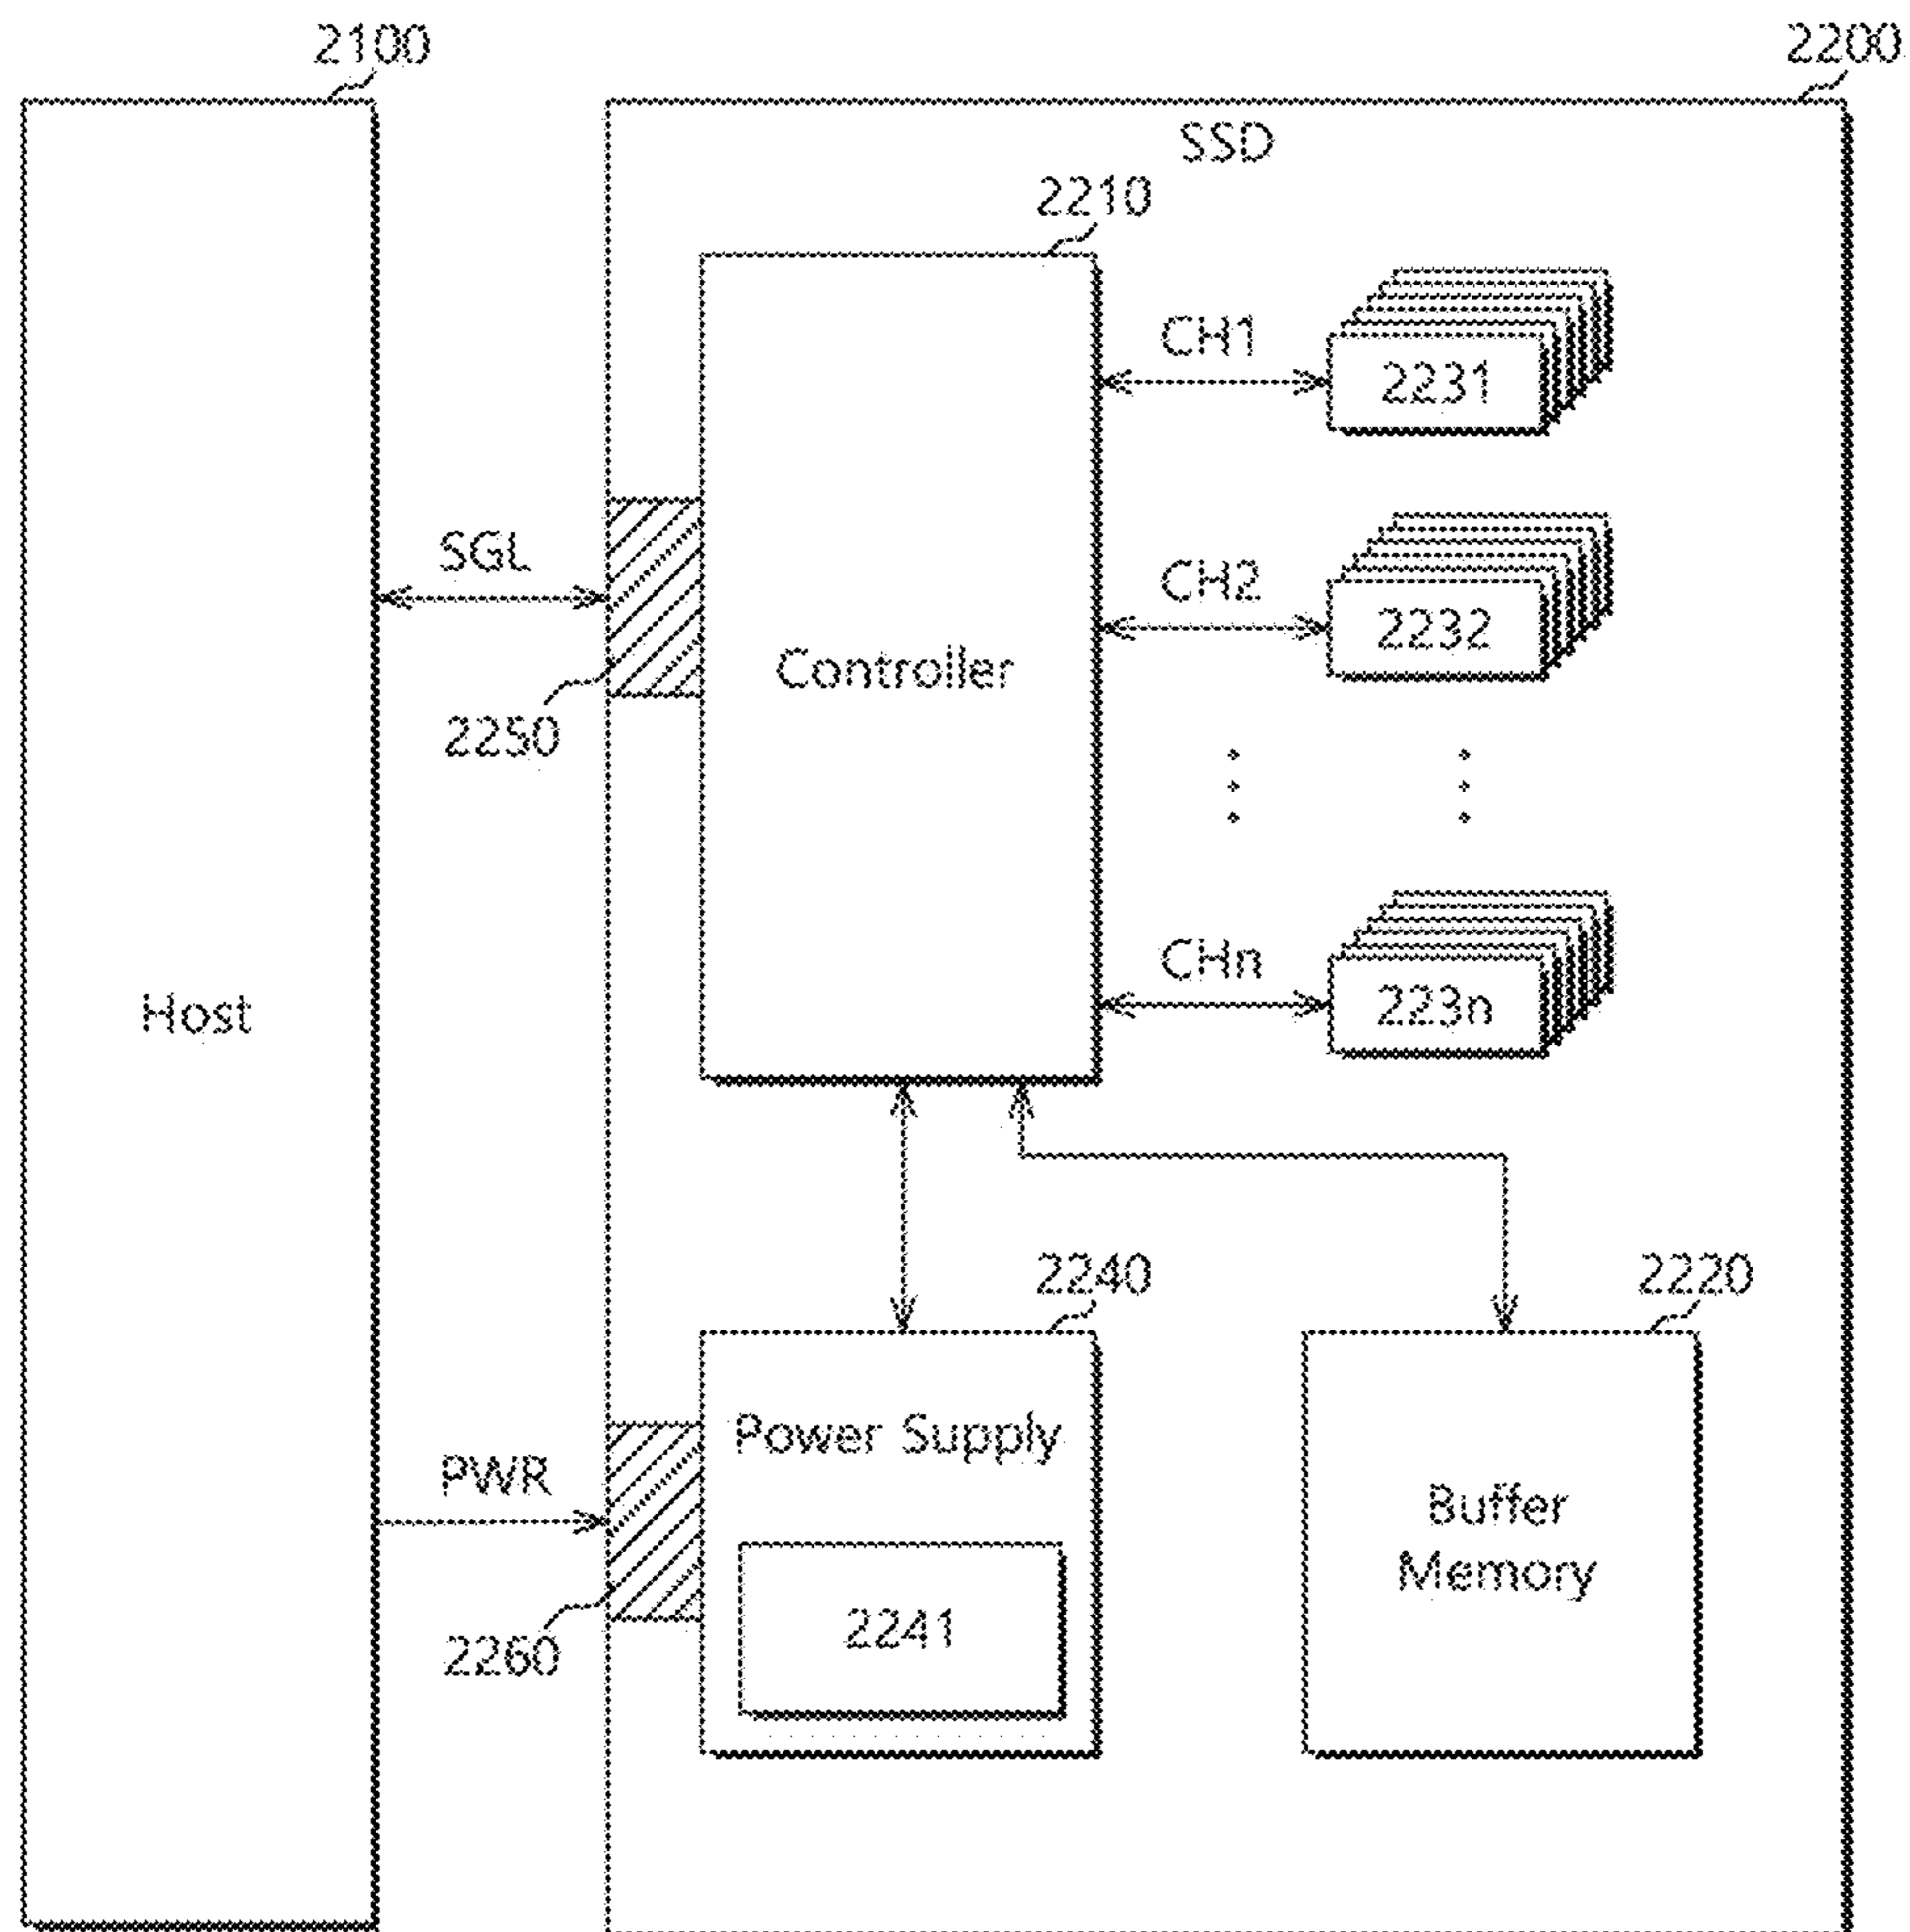 2100
2200
SSD
2210
CH1
2231
SGL
CH2
2232
Controller
2250
CHn
223n
Host
2240
2220
Power Supply
PWR
Buffer
Memory
2241
2260